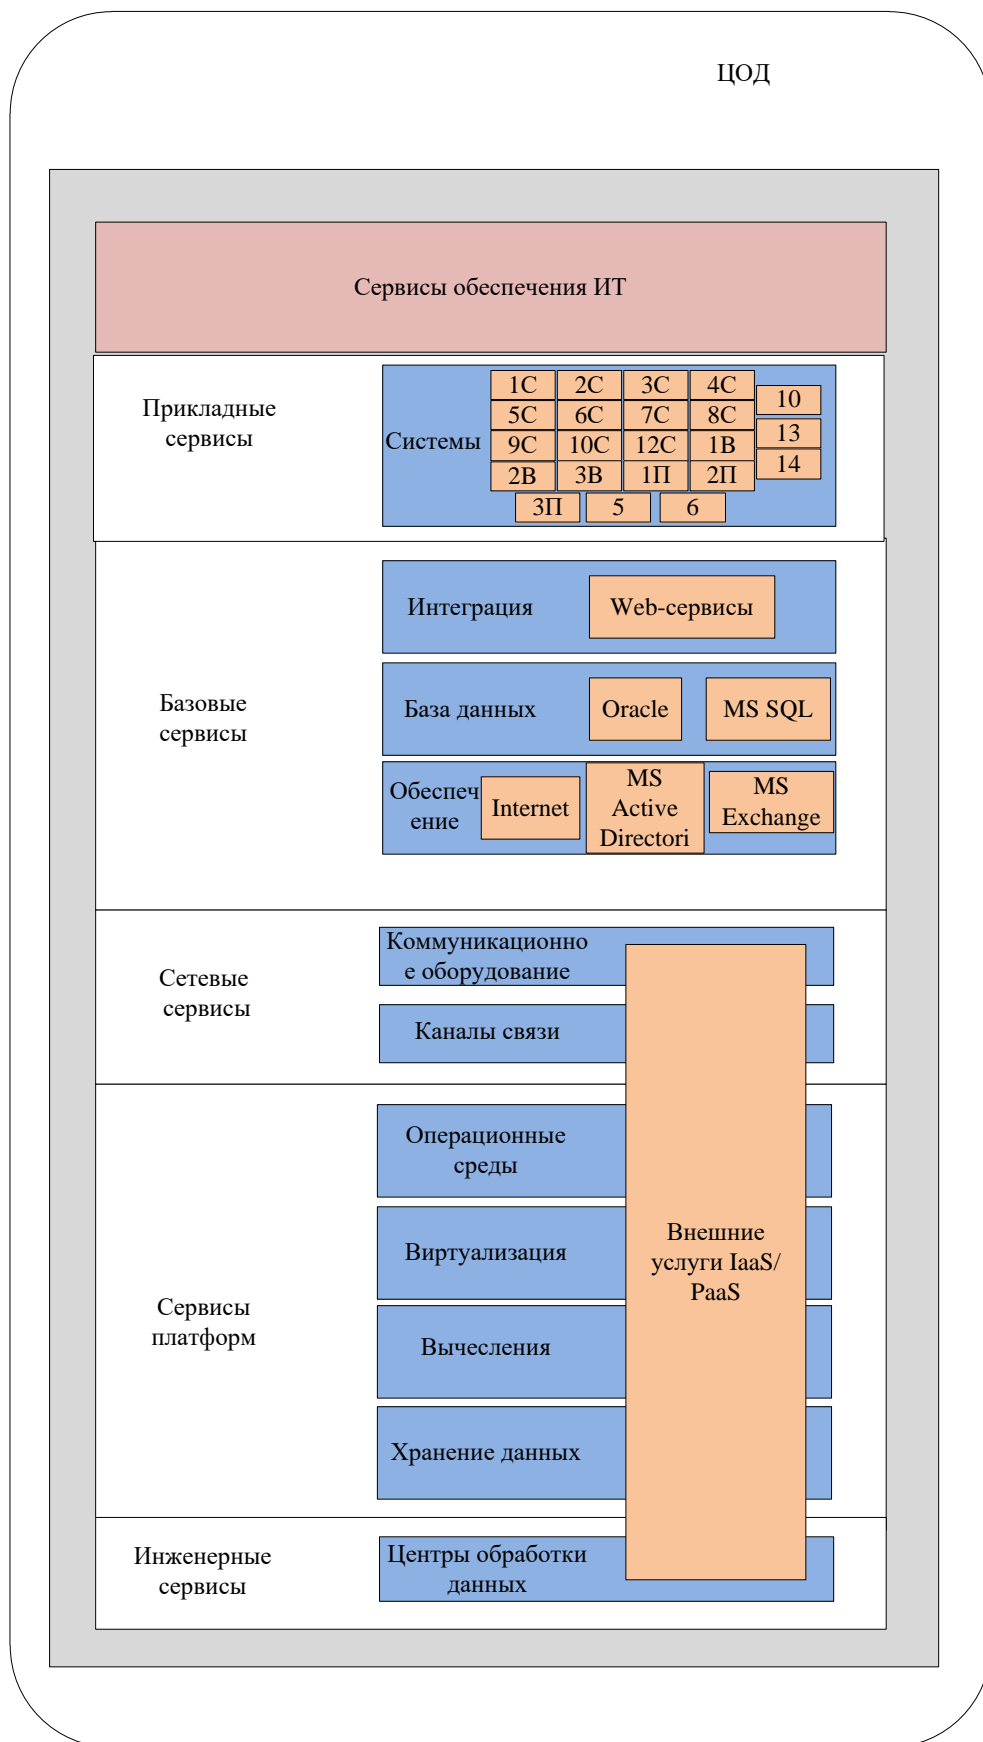 ЦОД
Сервисы обеспечения ИТ
Прикладные
сервисы
Системы
1С 2С 3С 4С 10
5С 6С 7С 8С 13
9С 10С 12С 1В 14
2В 3В 1П 2П
3П 5 6
Базовые
сервисы
Интеграция
Web-сервисы
База данных
Oracle
MS SQL
Обеспеч
ение
Internet
MS
Active
Directori
MS
Exchange
Сетевые
сервисы
Коммуникационно
е оборудование
Каналы связи
Сервисы
платформ
Операционные
среды
Виртуализация
Вычесления
Хранение данных
Внешние
услуги IaaS/
PaaS
Инженерные
сервисы
Центры обработки
данных